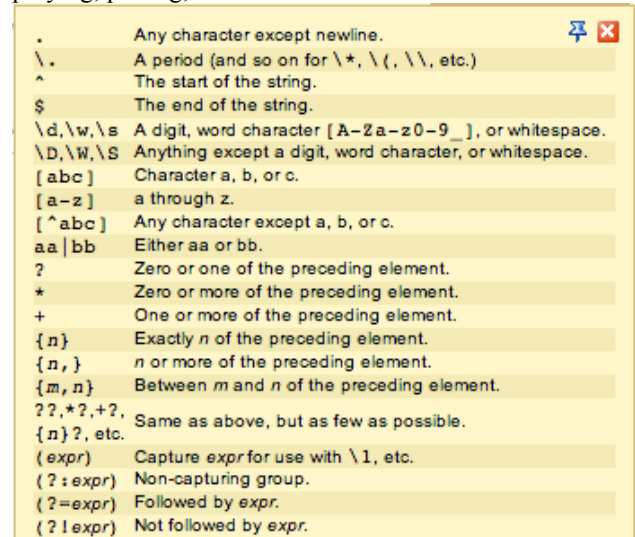 . Any character except newline.
\. A period (and so on for \*, \(, \\, etc.)
^ The start of the string.
$ The end of the string.
\d,\w,\s A digit, word character [A-Za-z0-9_], or whitespace.
\D,\W,\S Anything except a digit, word character, or whitespace.
[abc] Character a, b, or c.
[a-z] a through z.
[^abc] Any character except a, b, or c.
aa|bb Either aa or bb.
? Zero or one of the preceding element.
* Zero or more of the preceding element.
+ One or more of the preceding element.
{n} Exactly n of the preceding element.
{n,} n or more of the preceding element.
{m,n} Between m and n of the preceding element.
??,*?,+?,
{n}?, etc. Same as above, but as few as possible.
(expr) Capture expr for use with \1, etc.
(?:expr) Non-capturing group.
(?=expr) Followed by expr.
(?!expr) Not followed by expr.